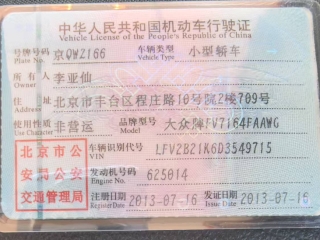 中华人民共和国机动车行驶证
Vehicle License of the People's Republic of China
号牌号码 京QW2166 车辆类型 小型轿车
Plate No. Vehicle Type
所有人 李亚仙
Owner
住址 北京市丰台区程庄路16号院2楼709号
Address
使用性质 非营运 品牌型号 大众牌FV7164FAAWG
Use Character Model
北京市公安局公安交通管理局
车辆识别代号 LFV2B21K6D3549715
VIN
发动机号码 625014
Engine No.
注册日期 2013-07-16 发证日期 2013-07-16
Register Date Issue Date